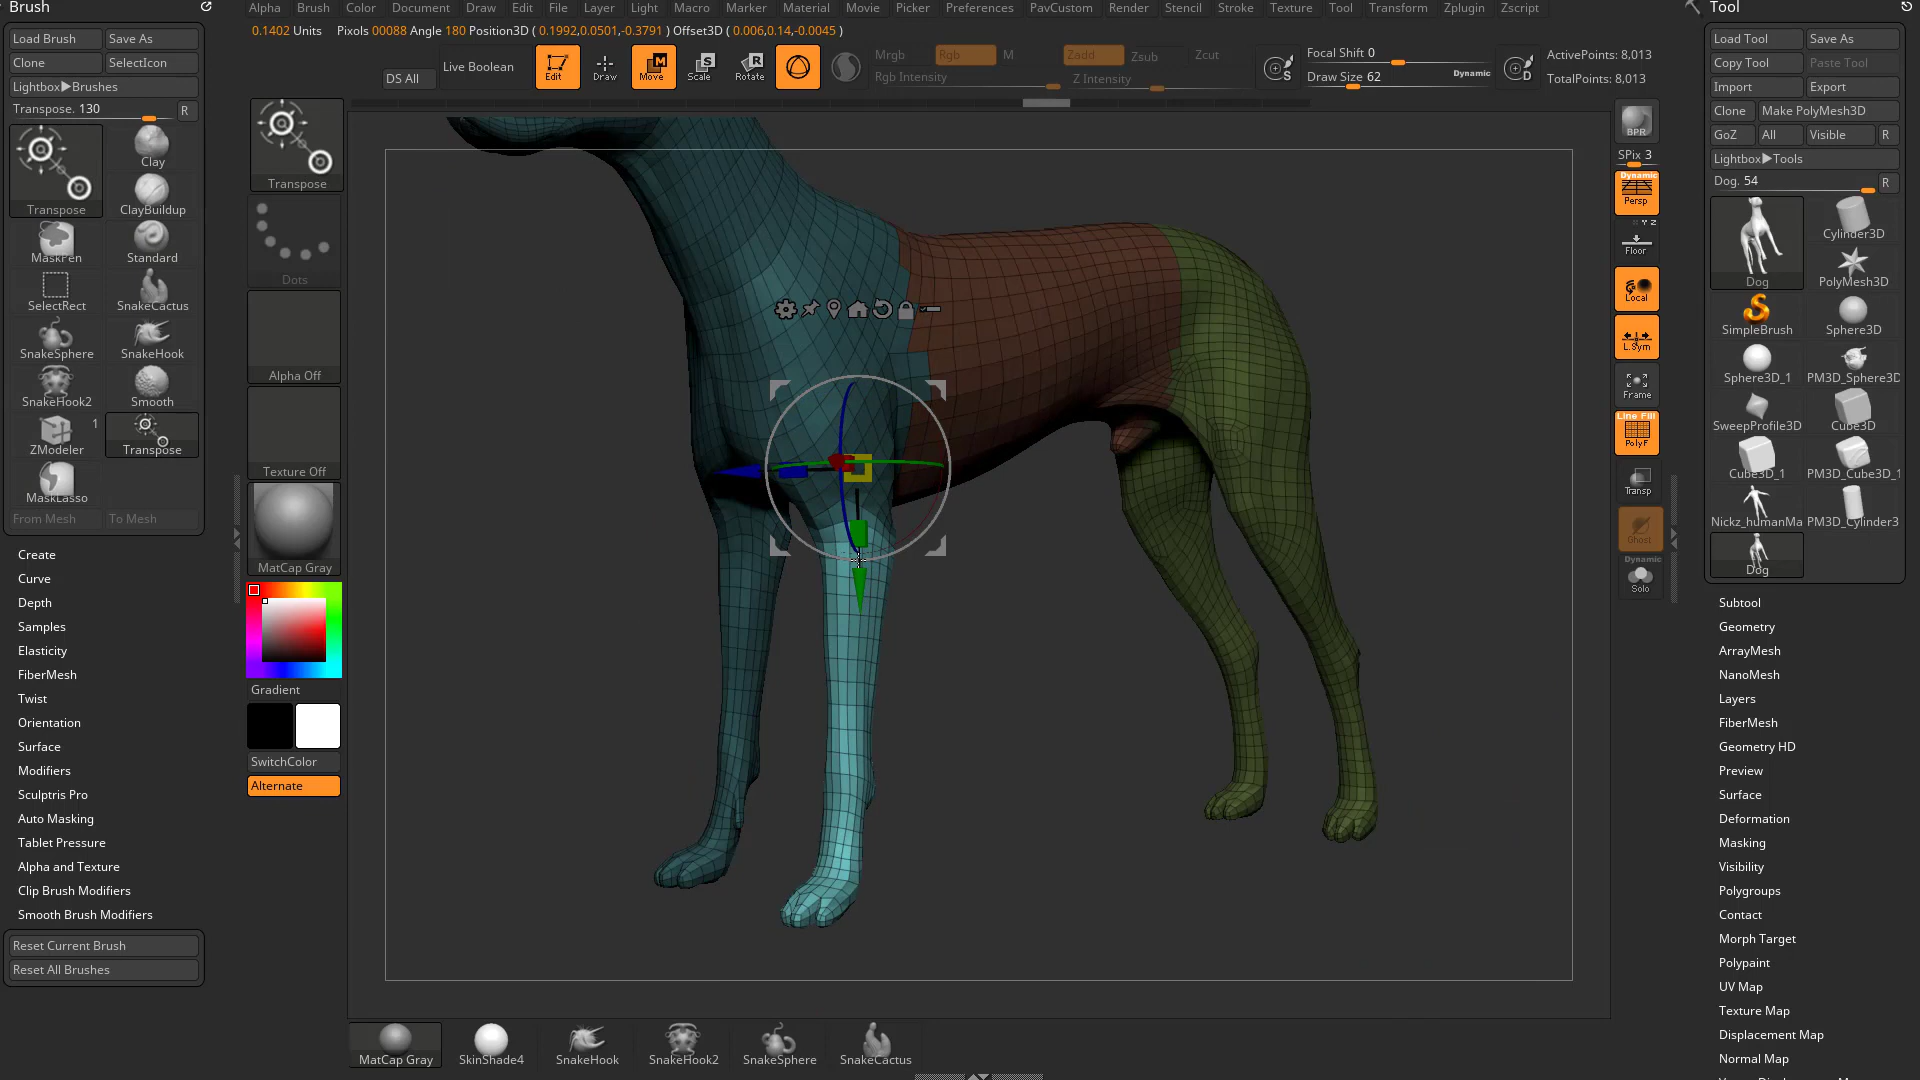 Brush
Load Brush
Save As
Clone
SelectIcon
Lightbox▶Brushes
Transpose. 130
R
Transpose
Clay
ClayBuildup
MaskPen
Standard
SelectRect
SnakeCactus
SnakeSphere
SnakeHook
SnakeHook2
Smooth
ZModeler
1
Transpose
MaskLasso
From Mesh
To Mesh
Create
Curve
Depth
Samples
Elasticity
FiberMesh
Twist
Orientation
Surface
Modifiers
Sculptris Pro
Auto Masking
Tablet Pressure
Alpha and Texture
Clip Brush Modifiers
Smooth Brush Modifiers
Reset Current Brush
Reset All Brushes
Alpha Brush Color Document Draw Edit File Layer Light Macro Marker Material Movie Picker Preferences PavCustom Render Stencil Stroke Texture Tool Transform Zplugin Zscript
0.1402 Units Pixols 00088 Angle 180 Position3D ( 0.1992,0.0501,-0.3791 ) Offset3D ( 0.006,0.14,-0.0045 )
DS All
Live Boolean
Edit
Draw
Move
Scale
Rotate
Mrgb
Rgb
M
Rgb Intensity
Zadd
Zsub
Zcut
Z Intensity
S
Focal Shift 0
Draw Size 62
Dynamic
D
ActivePoints: 8,013
TotalPoints: 8,013
Transpose
Dots
Alpha Off
Texture Off
MatCap Gray
Gradient
SwitchColor
Alternate
MatCap Gray
SkinShade4
SnakeHook
SnakeHook2
SnakeSphere
SnakeCactus
BPR
SPix 3
Dynamic
Persp
Floor
Local
L.Sym
Frame
Line Fill
PolyF
Transp
Ghost
Dynamic
Solo
Tool
Load Tool
Save As
Copy Tool
Paste Tool
Import
Export
Clone
Make PolyMesh3D
GoZ
All
Visible
R
Lightbox▶Tools
Dog. 54
R
Dog
Cylinder3D
PolyMesh3D
SimpleBrush
Sphere3D
Sphere3D_1
PM3D_Sphere3D
SweepProfile3D
Cube3D
Cube3D_1
PM3D_Cube3D_1
Nickz_humanMa
PM3D_Cylinder3
Dog
Subtool
Geometry
ArrayMesh
NanoMesh
Layers
FiberMesh
Geometry HD
Preview
Surface
Deformation
Masking
Visibility
Polygroups
Contact
Morph Target
Polypaint
UV Map
Texture Map
Displacement Map
Normal Map